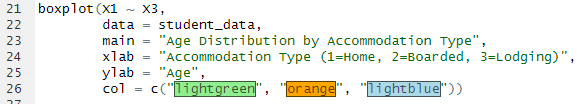 21 boxplot(X1 ~ X3,
22 data = student_data,
23 main = "Age Distribution by Accommodation Type",
24 xlab = "Accommodation Type (1=Home, 2=Boarded, 3=Lodging)",
25 ylab = "Age",
26 col = c("lightgreen", "orange", "lightblue"))
27